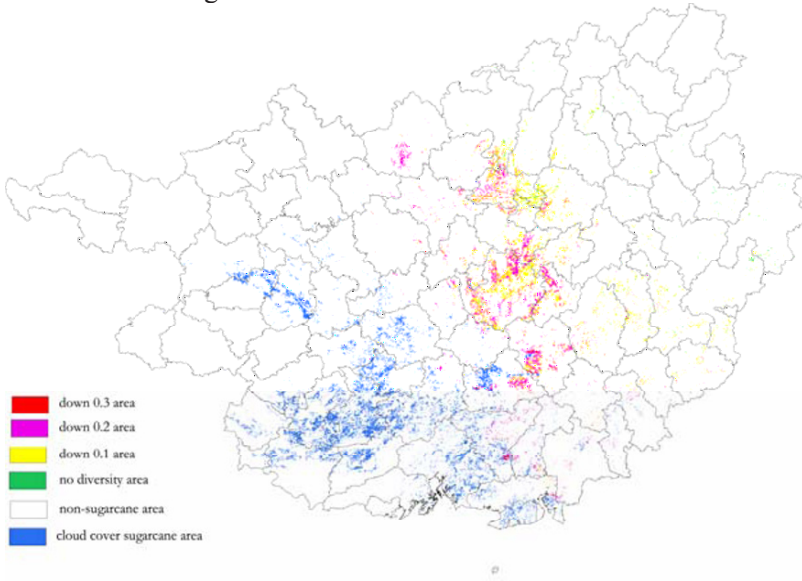 down 0.3 area
down 0.2 area
down 0.1 area
no diversity area
non-sugarcane area
cloud cover sugarcane area